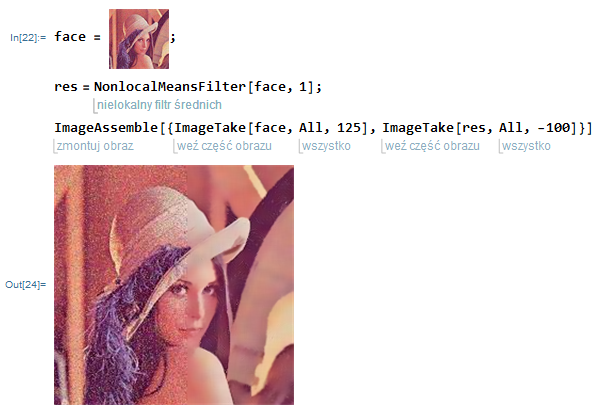 In[22]:= face = ;
res = NonlocalMeansFilter[face, 1];
nielokalny filtr średnich
ImageAssemble[{ImageTake[face, All, 125], ImageTake[res, All, -100]}]
zmontuj obraz weź część obrazu wszystko weź część obrazu wszystko
Out[24]=